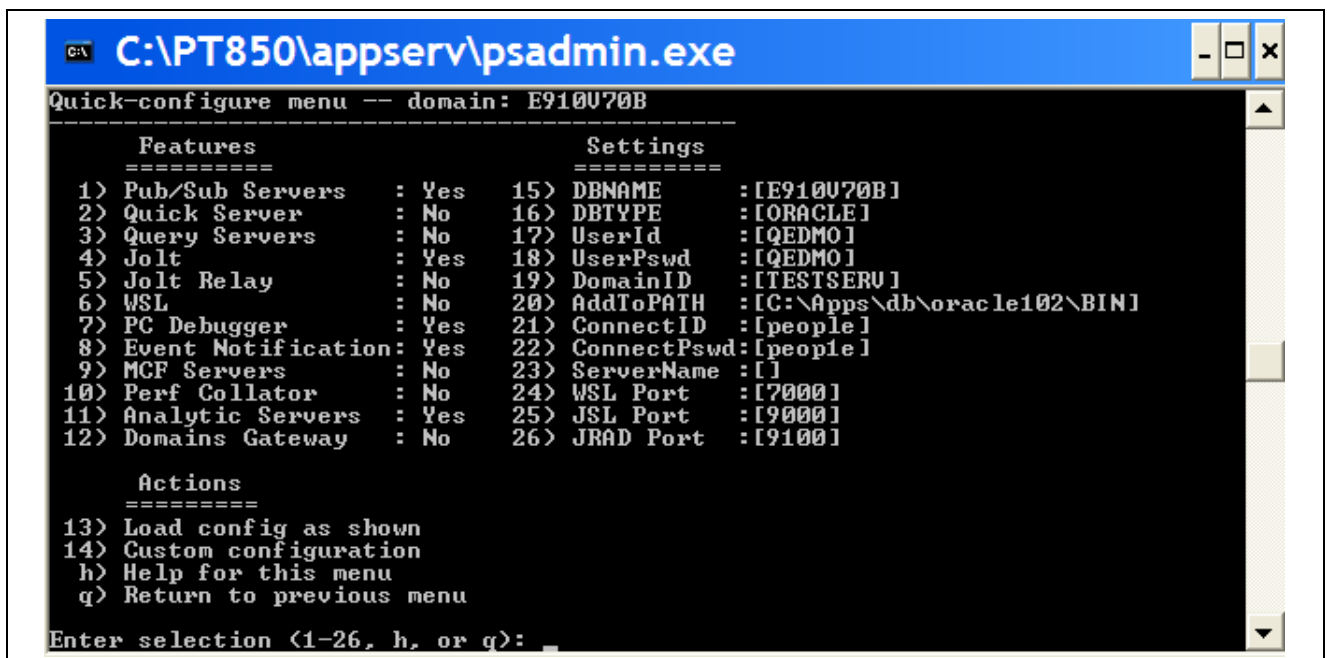 C:\PT850\appserv\psadmin.exe
Quick-configure menu -- domain: E910V70B
--------------------------------------------------
Features Settings
========== ==========
1) Pub/Sub Servers : Yes 15) DBNAME :[E910V70B]
2) Quick Server : No 16) DBTYPE :[ORACLE]
3) Query Servers : No 17) UserId :[QEDMO]
4) Jolt : Yes 18) UserPswd :[QEDMO]
5) Jolt Relay : No 19) DomainID :[TESTSERV]
6) WSL : No 20) AddToPATH :[C:\Apps\db\oracle102\BIN]
7) PC Debugger : Yes 21) ConnectID :[people]
8) Event Notification: Yes 22) ConnectPswd:[peop1e]
9) MCF Servers : No 23) ServerName :[]
10) Perf Collator : No 24) WSL Port :[7000]
11) Analytic Servers : Yes 25) JSL Port :[9000]
12) Domains Gateway : No 26) JRAD Port :[9100]
Actions
=========
13) Load config as shown
14) Custom configuration
h) Help for this menu
q) Return to previous menu
Enter selection (1-26, h, or q): _